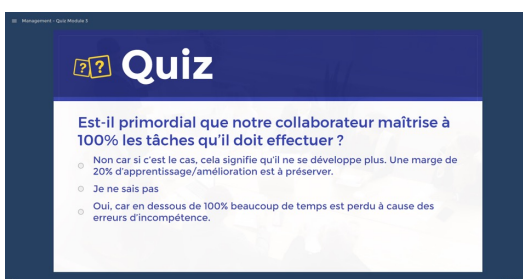 Management - Quiz Module 3
?? Quiz
Est-il primordial que notre collaborateur maîtrise à
100% les tâches qu'il doit effectuer ?
Non car si c'est le cas, cela signifie qu'il ne se développe plus. Une marge de
20% d'apprentissage/amélioration est à préserver.
Je ne sais pas
Oui, car en dessous de 100% beaucoup de temps est perdu à cause des
erreurs d'incompétence.